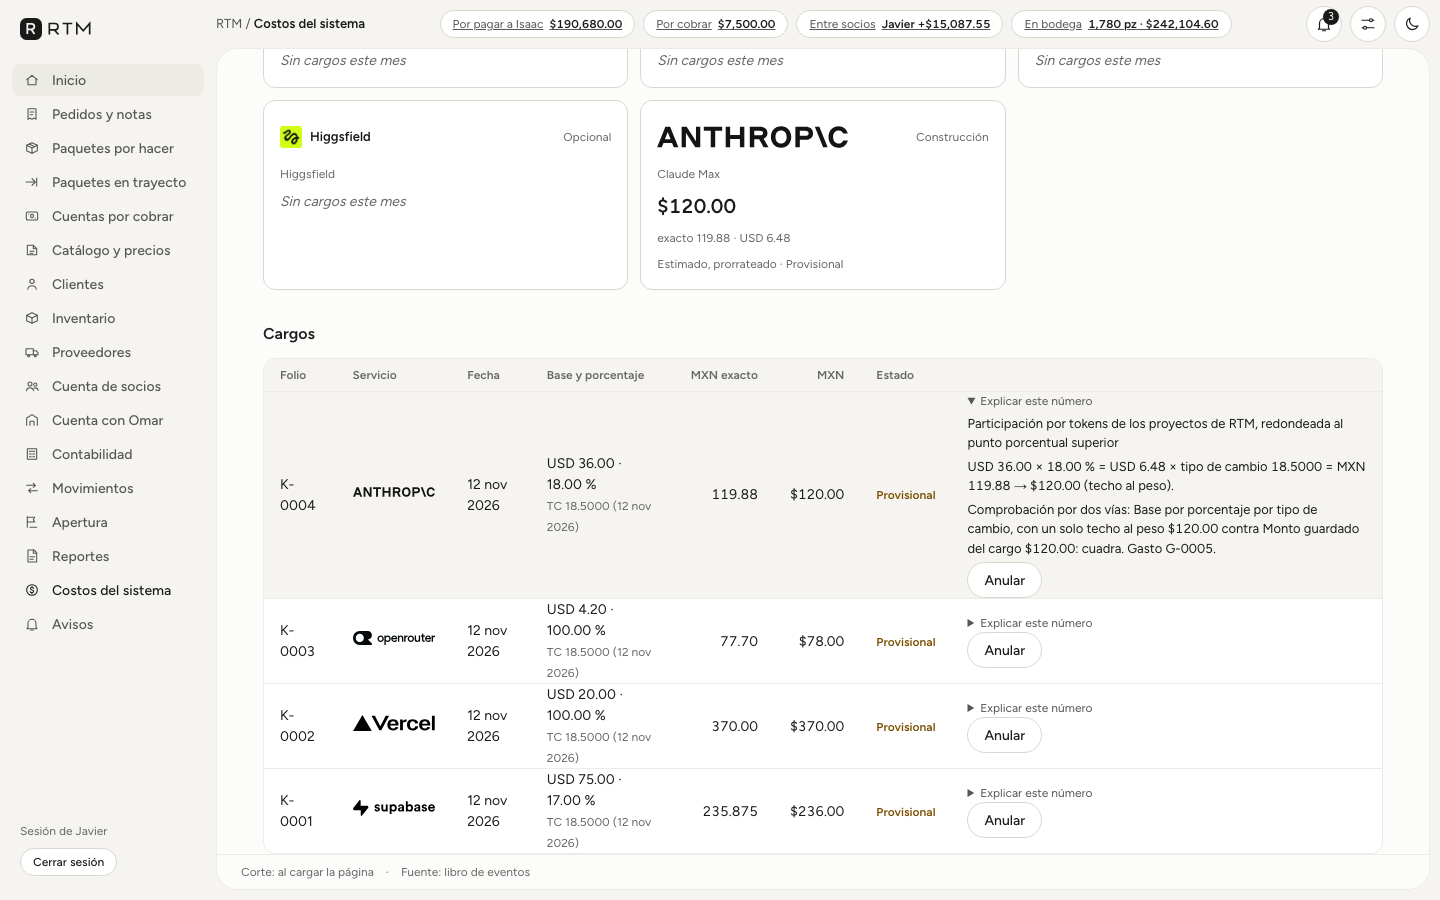 RTM
RTM / Costos del sistema
Por pagar a Isaac $190,680.00
Por cobrar $7,500.00
Entre socios Javier +$15,087.55
En bodega 1,780 pz · $242,104.60
3
Inicio
Pedidos y notas
Paquetes por hacer
Paquetes en trayecto
Cuentas por cobrar
Catálogo y precios
Clientes
Inventario
Proveedores
Cuenta de socios
Cuenta con Omar
Contabilidad
Movimientos
Apertura
Reportes
Costos del sistema
Avisos
Sesión de Javier
Cerrar sesión
Sin cargos este mes
Sin cargos este mes
Sin cargos este mes
Higgsfield
Opcional
Higgsfield
Sin cargos este mes
ANTHROP\C
Construcción
Claude Max
$120.00
exacto 119.88 · USD 6.48
Estimado, prorrateado · Provisional
Cargos
Folio Servicio Fecha Base y porcentaje MXN exacto MXN Estado
K-
0004
ANTHROP\C
12 nov
2026
USD 36.00 ·
18.00 %
TC 18.5000 (12 nov
2026)
119.88
$120.00
Provisional
▼ Explicar este número
Participación por tokens de los proyectos de RTM, redondeada al
punto porcentual superior
USD 36.00 × 18.00 % = USD 6.48 × tipo de cambio 18.5000 = MXN
119.88 → $120.00 (techo al peso).
Comprobación por dos vías: Base por porcentaje por tipo de
cambio, con un solo techo al peso $120.00 contra Monto guardado
del cargo $120.00: cuadra. Gasto G-0005.
Anular
K-
0003
openrouter
12 nov
2026
USD 4.20 ·
100.00 %
TC 18.5000 (12 nov
2026)
77.70
$78.00
Provisional
▶ Explicar este número
Anular
K-
0002
Vercel
12 nov
2026
USD 20.00 ·
100.00 %
TC 18.5000 (12 nov
2026)
370.00
$370.00
Provisional
▶ Explicar este número
Anular
K-
0001
supabase
12 nov
2026
USD 75.00 ·
17.00 %
TC 18.5000 (12 nov
2026)
235.875
$236.00
Provisional
▶ Explicar este número
Anular
Corte: al cargar la página · Fuente: libro de eventos